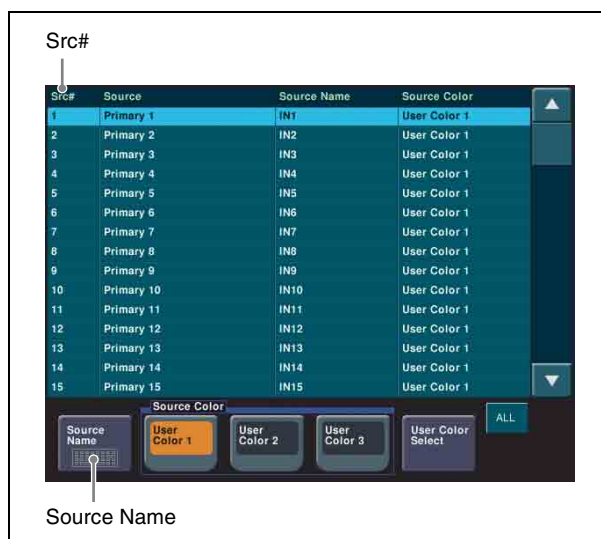 Src#
Src# Source Source Name Source Color
1 Primary 1 IN1 User Color 1
2 Primary 2 IN2 User Color 1
3 Primary 3 IN3 User Color 1
4 Primary 4 IN4 User Color 1
5 Primary 5 IN5 User Color 1
6 Primary 6 IN6 User Color 1
7 Primary 7 IN7 User Color 1
8 Primary 8 IN8 User Color 1
9 Primary 9 IN9 User Color 1
10 Primary 10 IN10 User Color 1
11 Primary 11 IN11 User Color 1
12 Primary 12 IN12 User Color 1
13 Primary 13 IN13 User Color 1
14 Primary 14 IN14 User Color 1
15 Primary 15 IN15 User Color 1
Source Color
Source
Name
User
Color 1
User
Color 2
User
Color 3
User Color
Select
ALL
Source Name